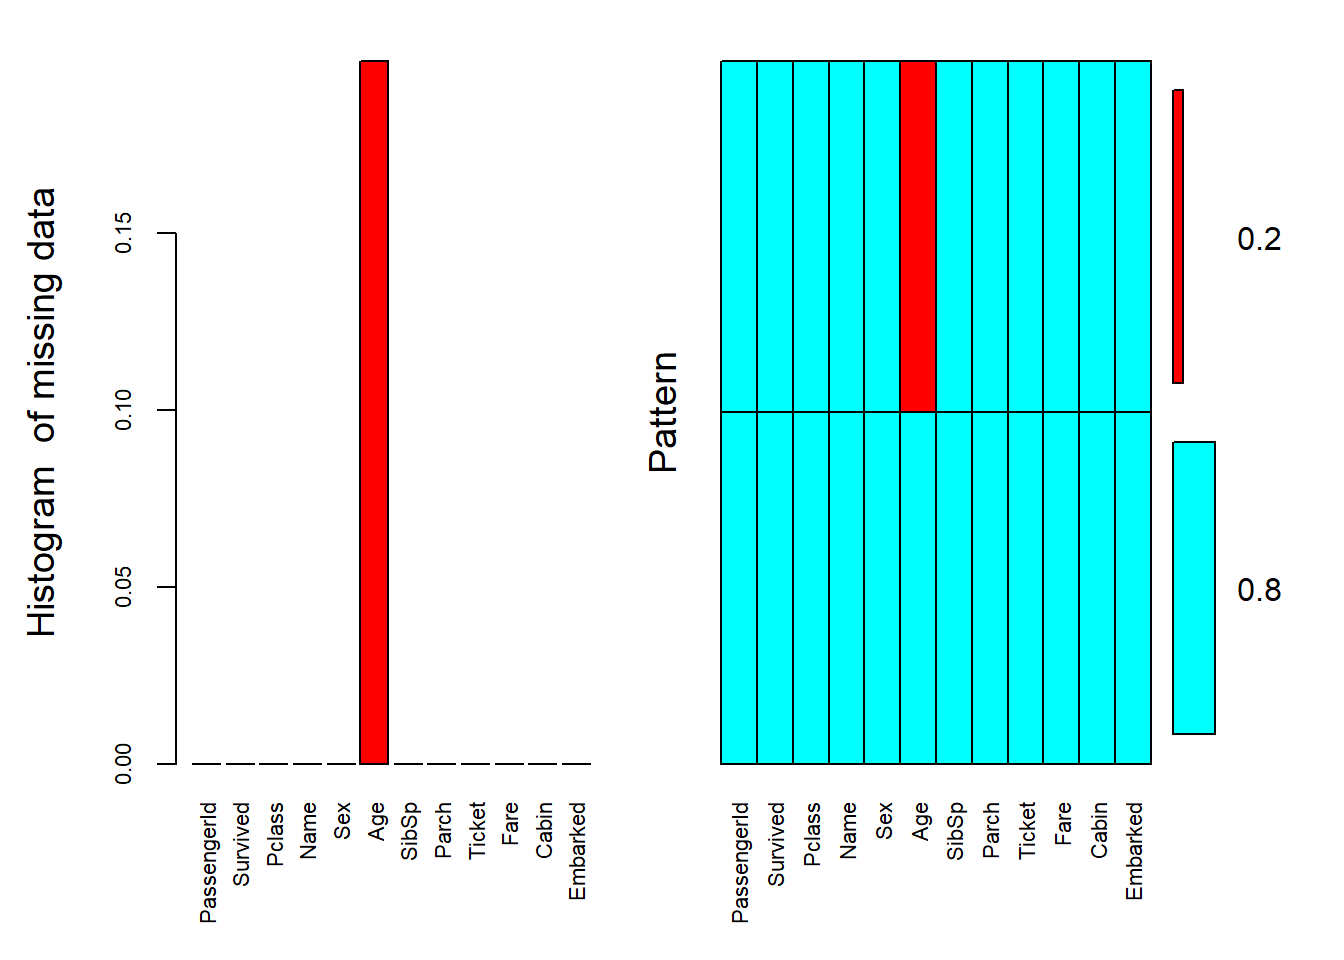 Histogram  of missing data
0.15
0.10
0.05
0.00
PassengerId
Survived
Pclass
Name
Sex
Age
SibSp
Parch
Ticket
Fare
Cabin
Embarked
Pattern
PassengerId
Survived
Pclass
Name
Sex
Age
SibSp
Parch
Ticket
Fare
Cabin
Embarked
0.2
0.8